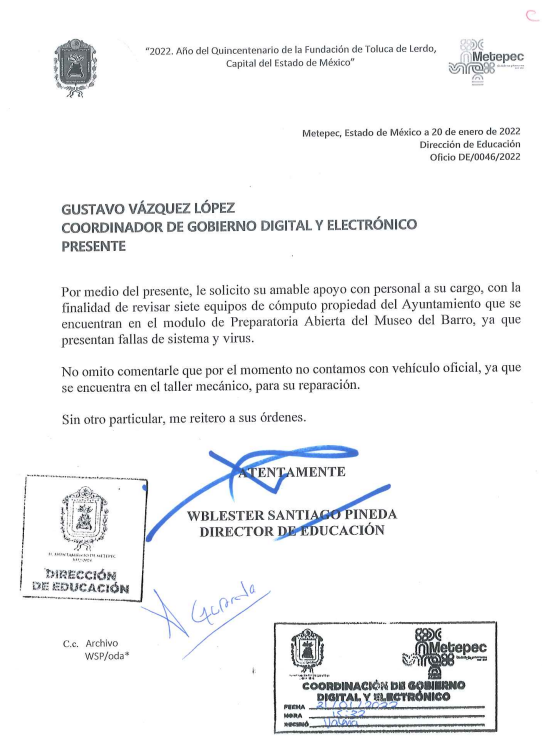 "2022. Año del Quincentenario de la Fundación de Toluca de Lerdo,
Capital del Estado de México"
Metepec
Metepec, Estado de México a 20 de enero de 2022
Dirección de Educación
Oficio DE/0046/2022
GUSTAVO VÁZQUEZ LÓPEZ
COORDINADOR DE GOBIERNO DIGITAL Y ELECTRÓNICO
PRESENTE
Por medio del presente, le solicito su amable apoyo con personal a su cargo, con la
finalidad de revisar siete equipos de cómputo propiedad del Ayuntamiento que se
encuentran en el modulo de Preparatoria Abierta del Museo del Barro, ya que
presentan fallas de sistema y virus.
No omito comentarle que por el momento no contamos con vehículo oficial, ya que
se encuentra en el taller mecánico, para su reparación.
Sin otro particular, me reitero a sus órdenes.
ATENTAMENTE
WBLESTER SANTIAGO PINEDA
DIRECTOR DE EDUCACIÓN
DIRECCIÓN
DE EDUCACIÓN
C.c. Archivo
WSP/oda*
Metepec
COORDINACIÓN DE GOBIERNO
DIGITAL Y ELECTRÓNICO
FECHA 21/01/2022
HORA 15:22
RECIBIÓ